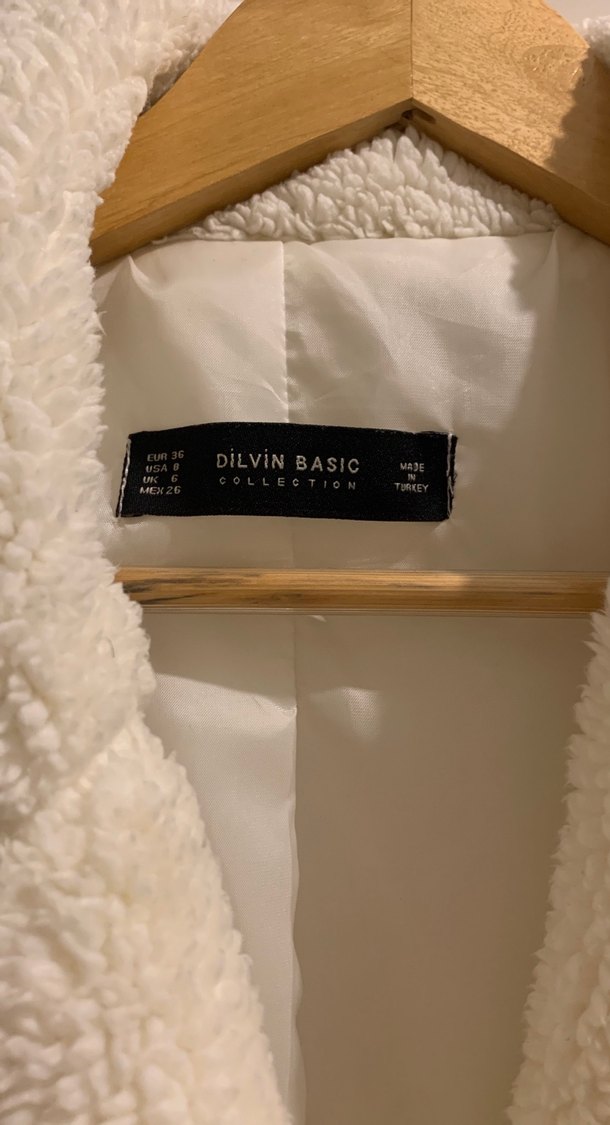 EUR 36
USA 8
UK 6
MEX 26
DİLVİN BASIC
COLLECTION
MADE
IN
TURKEY